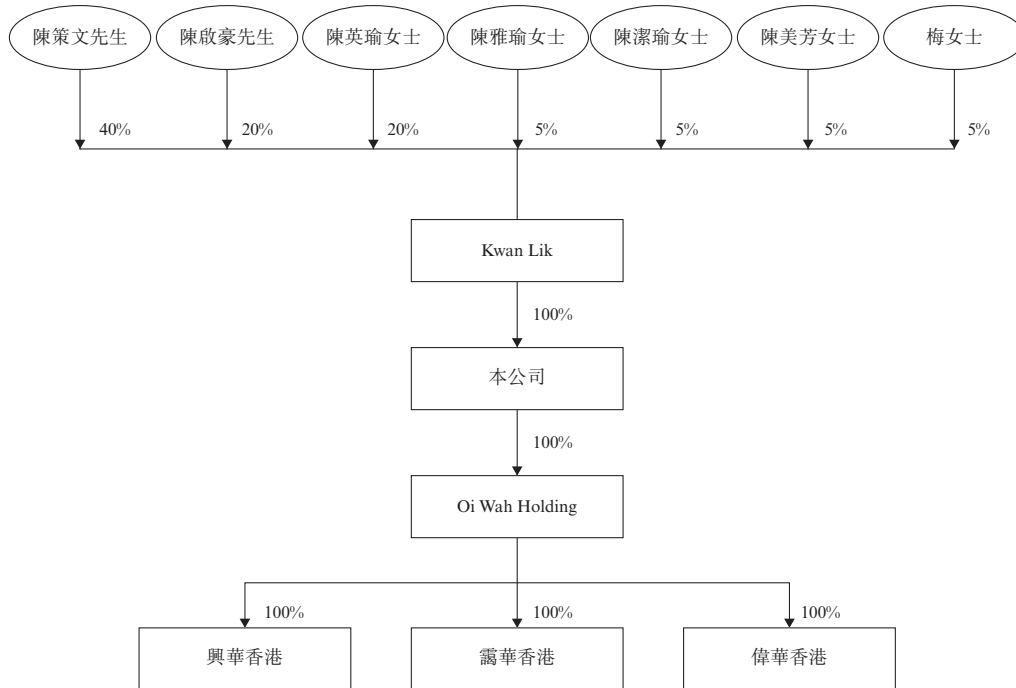 陳策文先生
陳啟豪先生
陳英瑜女士
陳雅瑜女士
陳潔瑜女士
陳美芳女士
梅女士
40%
20%
20%
5%
5%
5%
5%
Kwan Lik
100%
本公司
100%
Oi Wah Holding
100%
100%
100%
興華香港
靄華香港
偉華香港